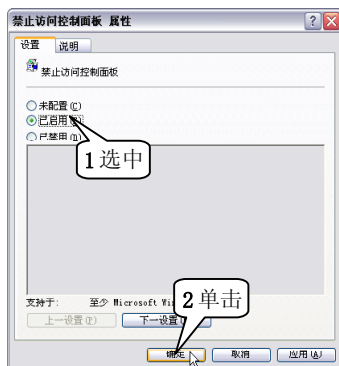 禁止访问控制面板 属性
设置 说明
禁止访问控制面板
未配置(C)
已启用(E)
已禁用(D)
1选中
支持于: 至少 Microsoft Wi
2单击
上一设置(P) 下一设置
确定 取消 应用(A)